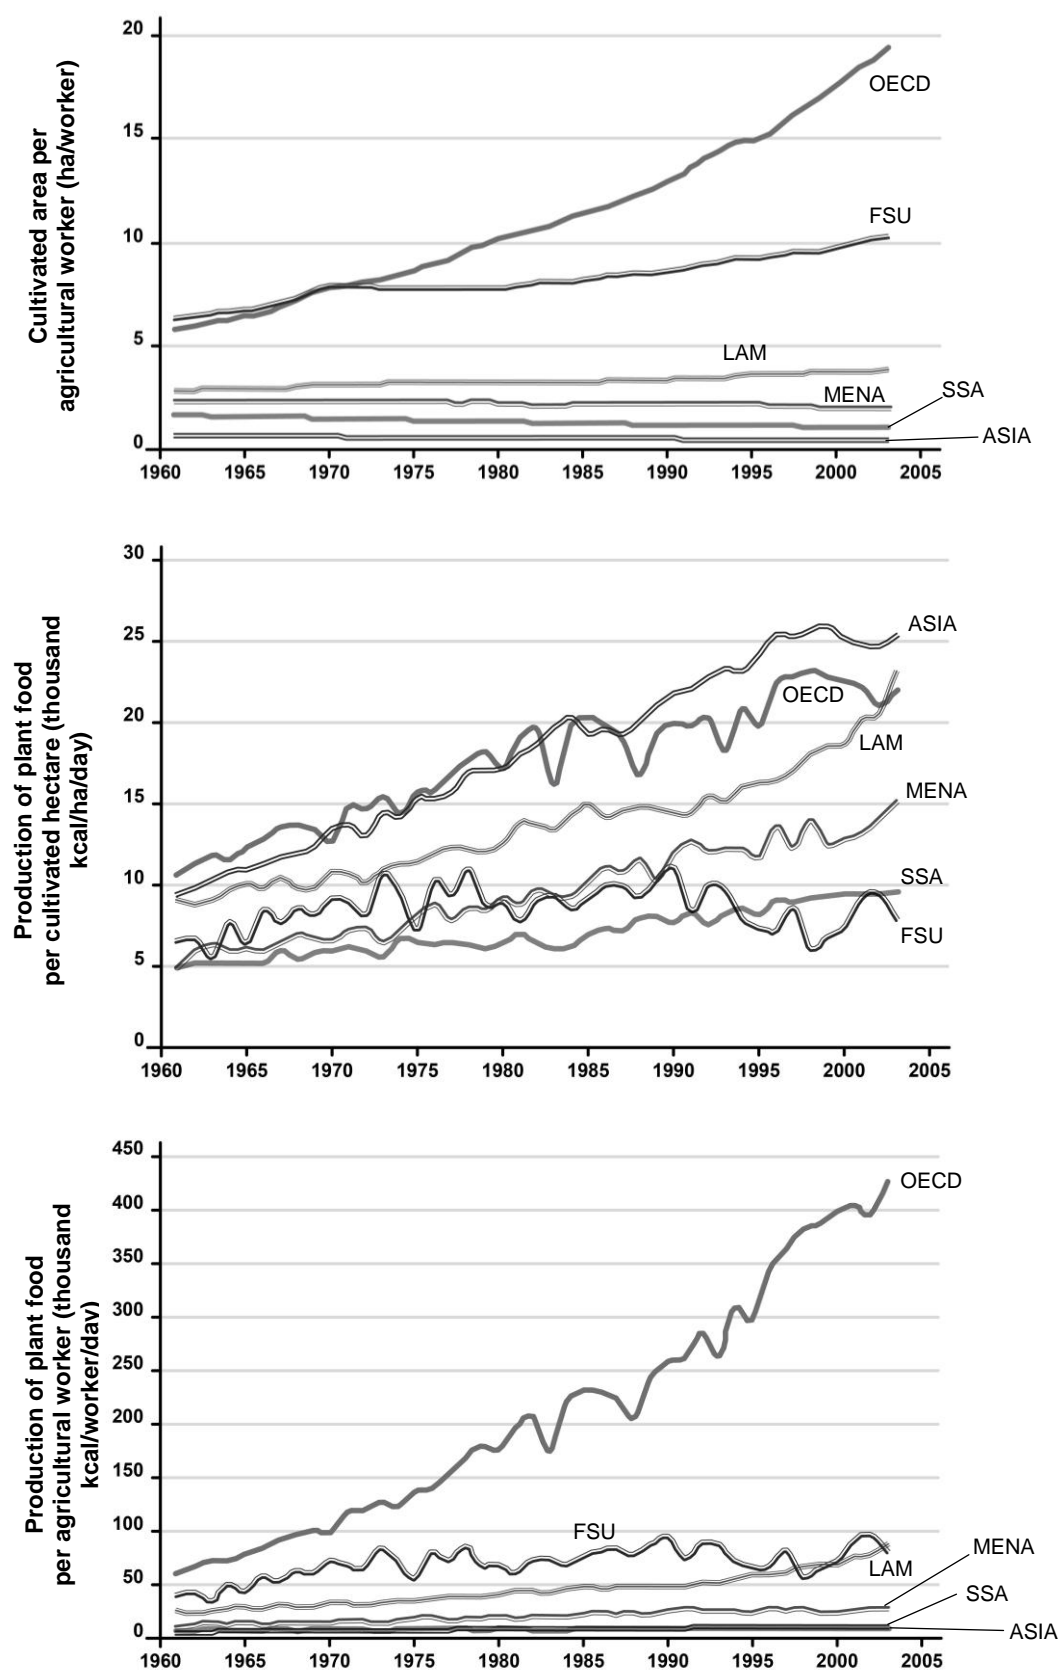 Cultivated area per
agricultural worker (ha/worker)
20
15
10
5
0
OECD
FSU
LAM
MENA
SSA
ASIA
1960 1965 1970 1975 1980 1985 1990 1995 2000 2005
Production of plant food
per cultivated hectare (thousand
kcal/ha/day)
30
25
20
15
10
5
0
ASIA
OECD
LAM
MENA
SSA
FSU
1960 1965 1970 1975 1980 1985 1990 1995 2000 2005
Production of plant food
per agricultural worker (thousand
kcal/worker/day)
450
400
350
300
250
200
150
100
50
0
OECD
FSU
MENA
LAM
SSA
ASIA
1960 1965 1970 1975 1980 1985 1990 1995 2000 2005